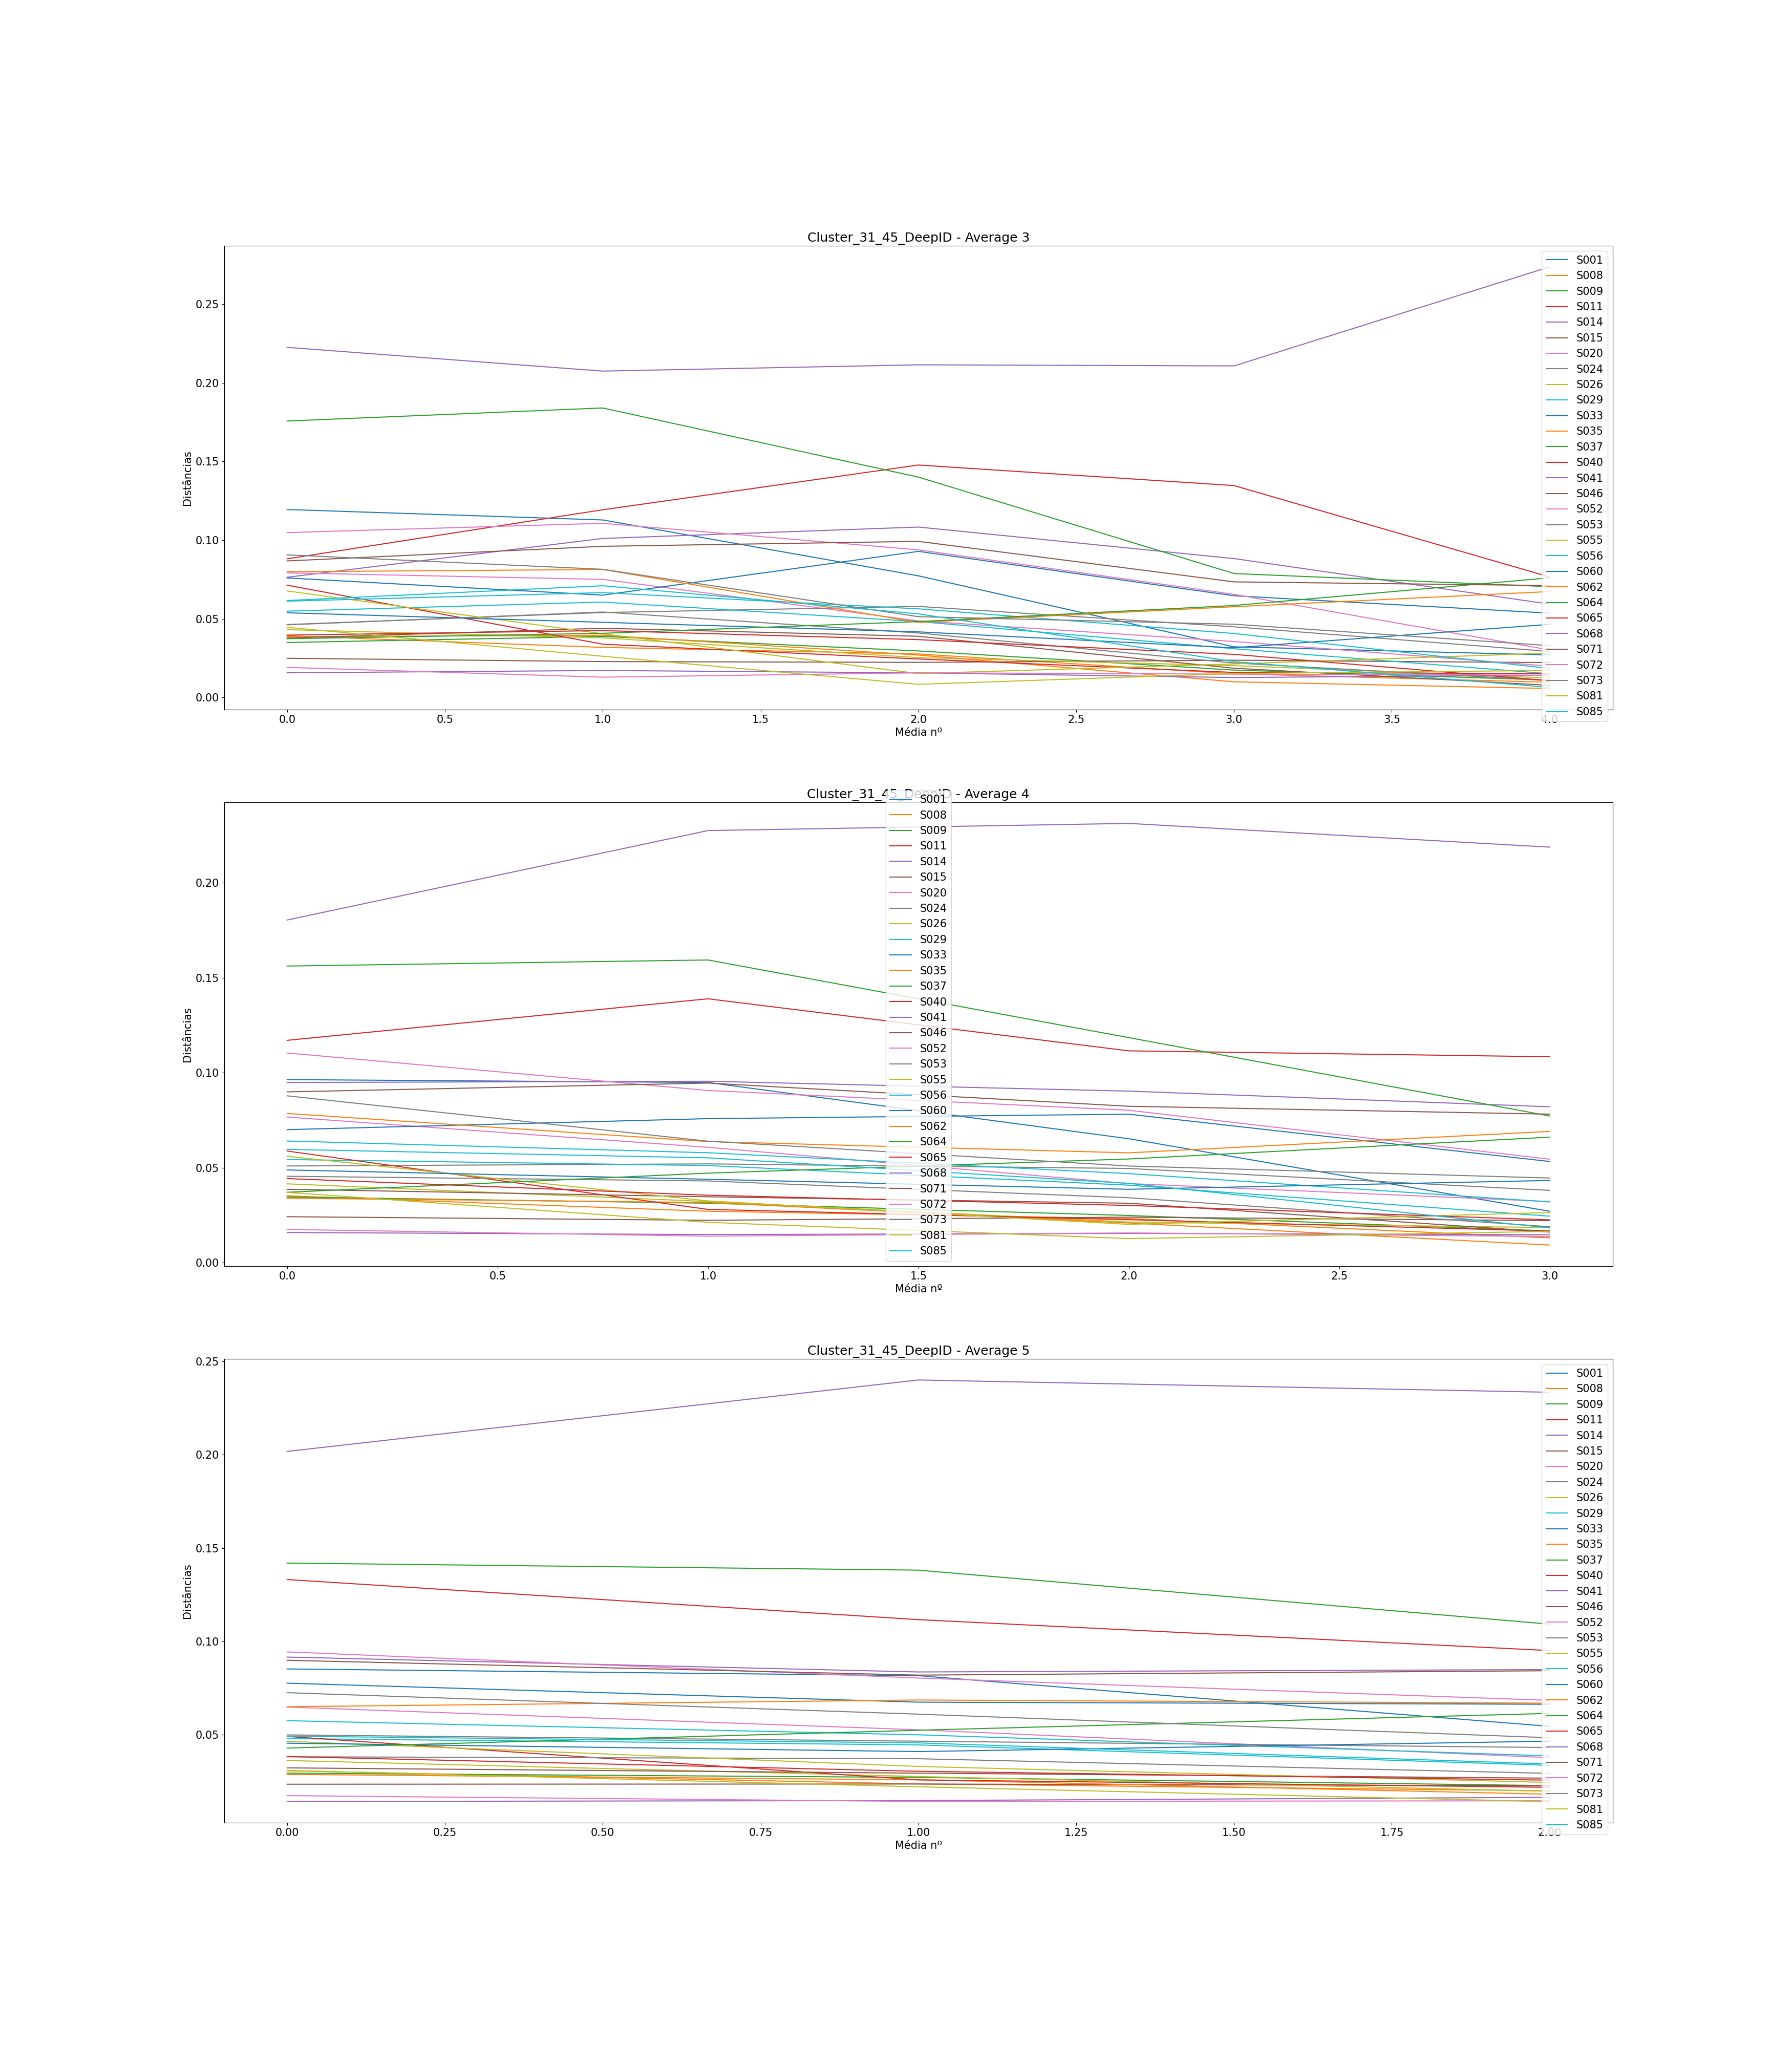 Cluster_31_45_DeepID - Average 3
0.25
0.20
0.15
0.10
0.05
0.00
Distâncias
0.0 0.5 1.0 1.5 2.0 2.5 3.0 3.5 4.0
Média nº
S001
S008
S009
S011
S014
S015
S020
S024
S026
S029
S033
S035
S037
S040
S041
S046
S052
S053
S055
S056
S060
S062
S064
S065
S068
S071
S072
S073
S081
S085
Cluster_31_45_DeepID - Average 4
0.20
0.15
0.10
0.05
0.00
Distâncias
0.0 0.5 1.0 1.5 2.0 2.5 3.0
Média nº
S001
S008
S009
S011
S014
S015
S020
S024
S026
S029
S033
S035
S037
S040
S041
S046
S052
S053
S055
S056
S060
S062
S064
S065
S068
S071
S072
S073
S081
S085
Cluster_31_45_DeepID - Average 5
0.25
0.20
0.15
0.10
0.05
Distâncias
0.00 0.25 0.50 0.75 1.00 1.25 1.50 1.75 2.00
Média nº
S001
S008
S009
S011
S014
S015
S020
S024
S026
S029
S033
S035
S037
S040
S041
S046
S052
S053
S055
S056
S060
S062
S064
S065
S068
S071
S072
S073
S081
S085